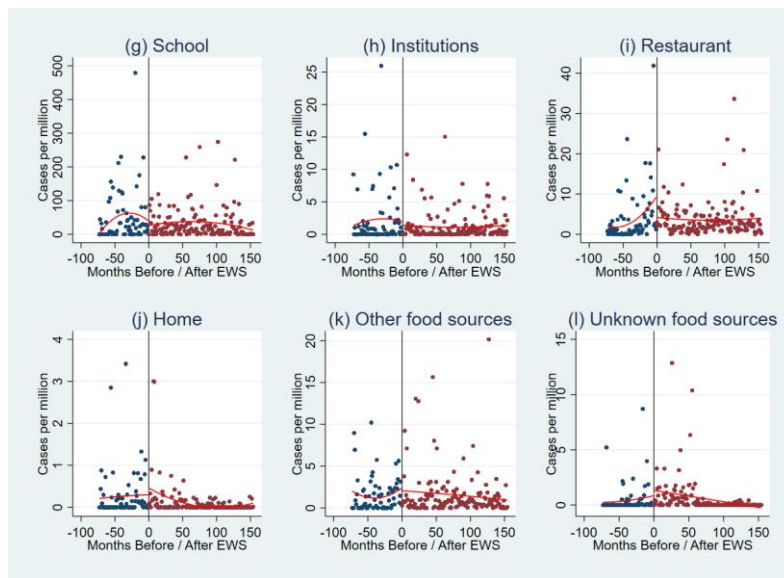 (g) School
(h) Institutions
(i) Restaurant
Cases per million
0 100 200 300 400 500
Cases per million
0 5 10 15 20 25
Cases per million
0 10 20 30 40
-100 -50 0 50 100 150
-100 -50 0 50 100 150
-100 -50 0 50 100 150
Months Before / After EWS
Months Before / After EWS
Months Before / After EWS
(j) Home
(k) Other food sources
(l) Unknown food sources
Cases per million
0 1 2 3 4
Cases per million
0 5 10 15 20
Cases per million
0 5 10 15
-100 -50 0 50 100 150
-100 -50 0 50 100 150
-100 -50 0 50 100 150
Months Before / After EWS
Months Before / After EWS
Months Before / After EWS